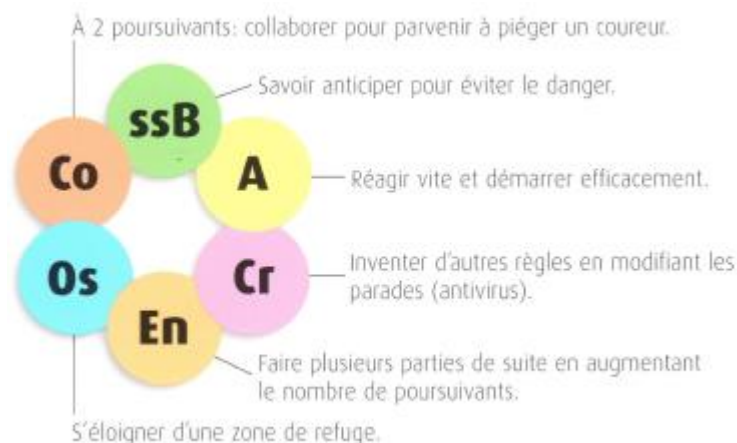 À 2 poursuivants: collaborer pour parvenir à piéger un coureur.
ssB
Savoir anticiper pour éviter le danger.
Co
A
Réagir vite et démarrer efficacement.
Os
Cr
Inventer d'autres règles en modifiant les
parades (antivirus).
En
Faire plusieurs parties de suite en augmentant
le nombre de poursuivants.
S'éloigner d'une zone de refuge.